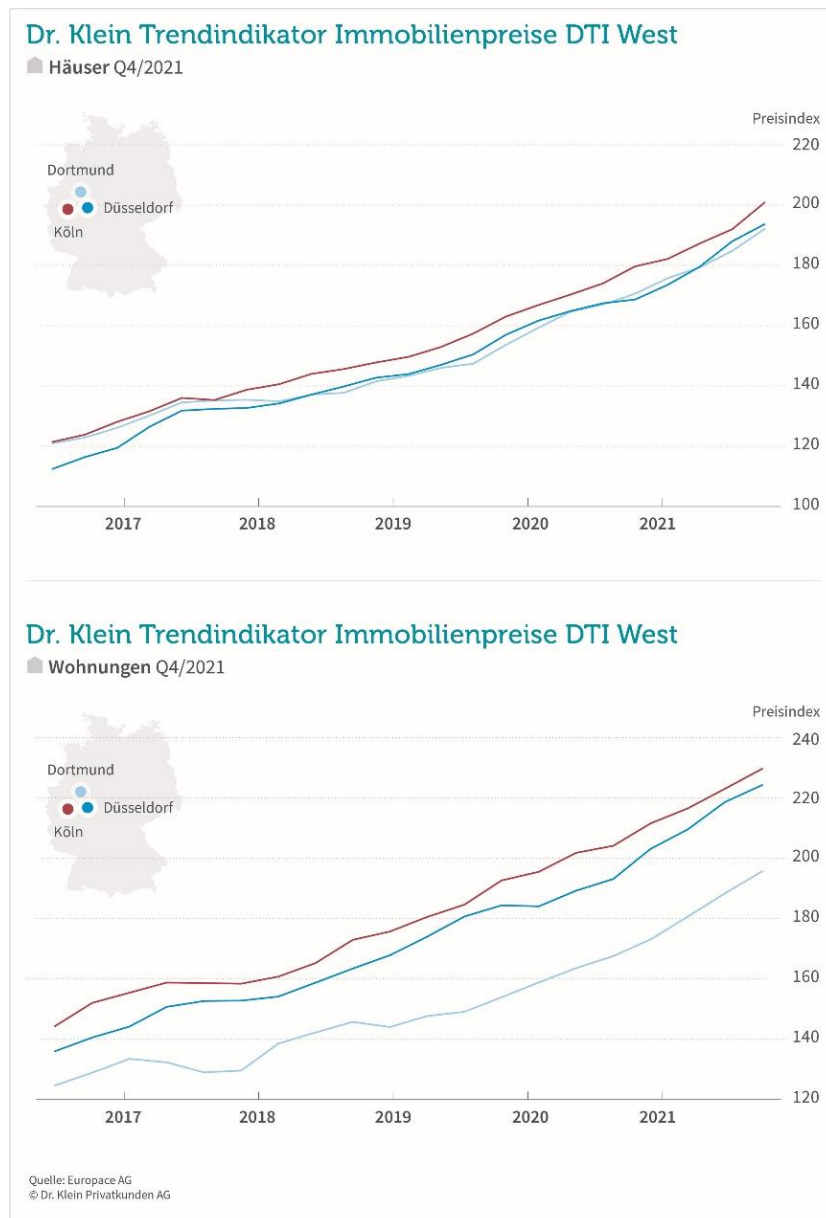 Dr. Klein Trendindikator Immobilienpreise DTI West
Häuser Q4/2021
Preisindex
220
Dortmund
Düsseldorf
Köln
200
180
160
140
120
100
2017 2018 2019 2020 2021
Dr. Klein Trendindikator Immobilienpreise DTI West
Wohnungen Q4/2021
Preisindex
240
Dortmund
Düsseldorf
Köln
220
200
180
160
140
120
2017 2018 2019 2020 2021
Quelle: Europace AG
© Dr. Klein Privatkunden AG